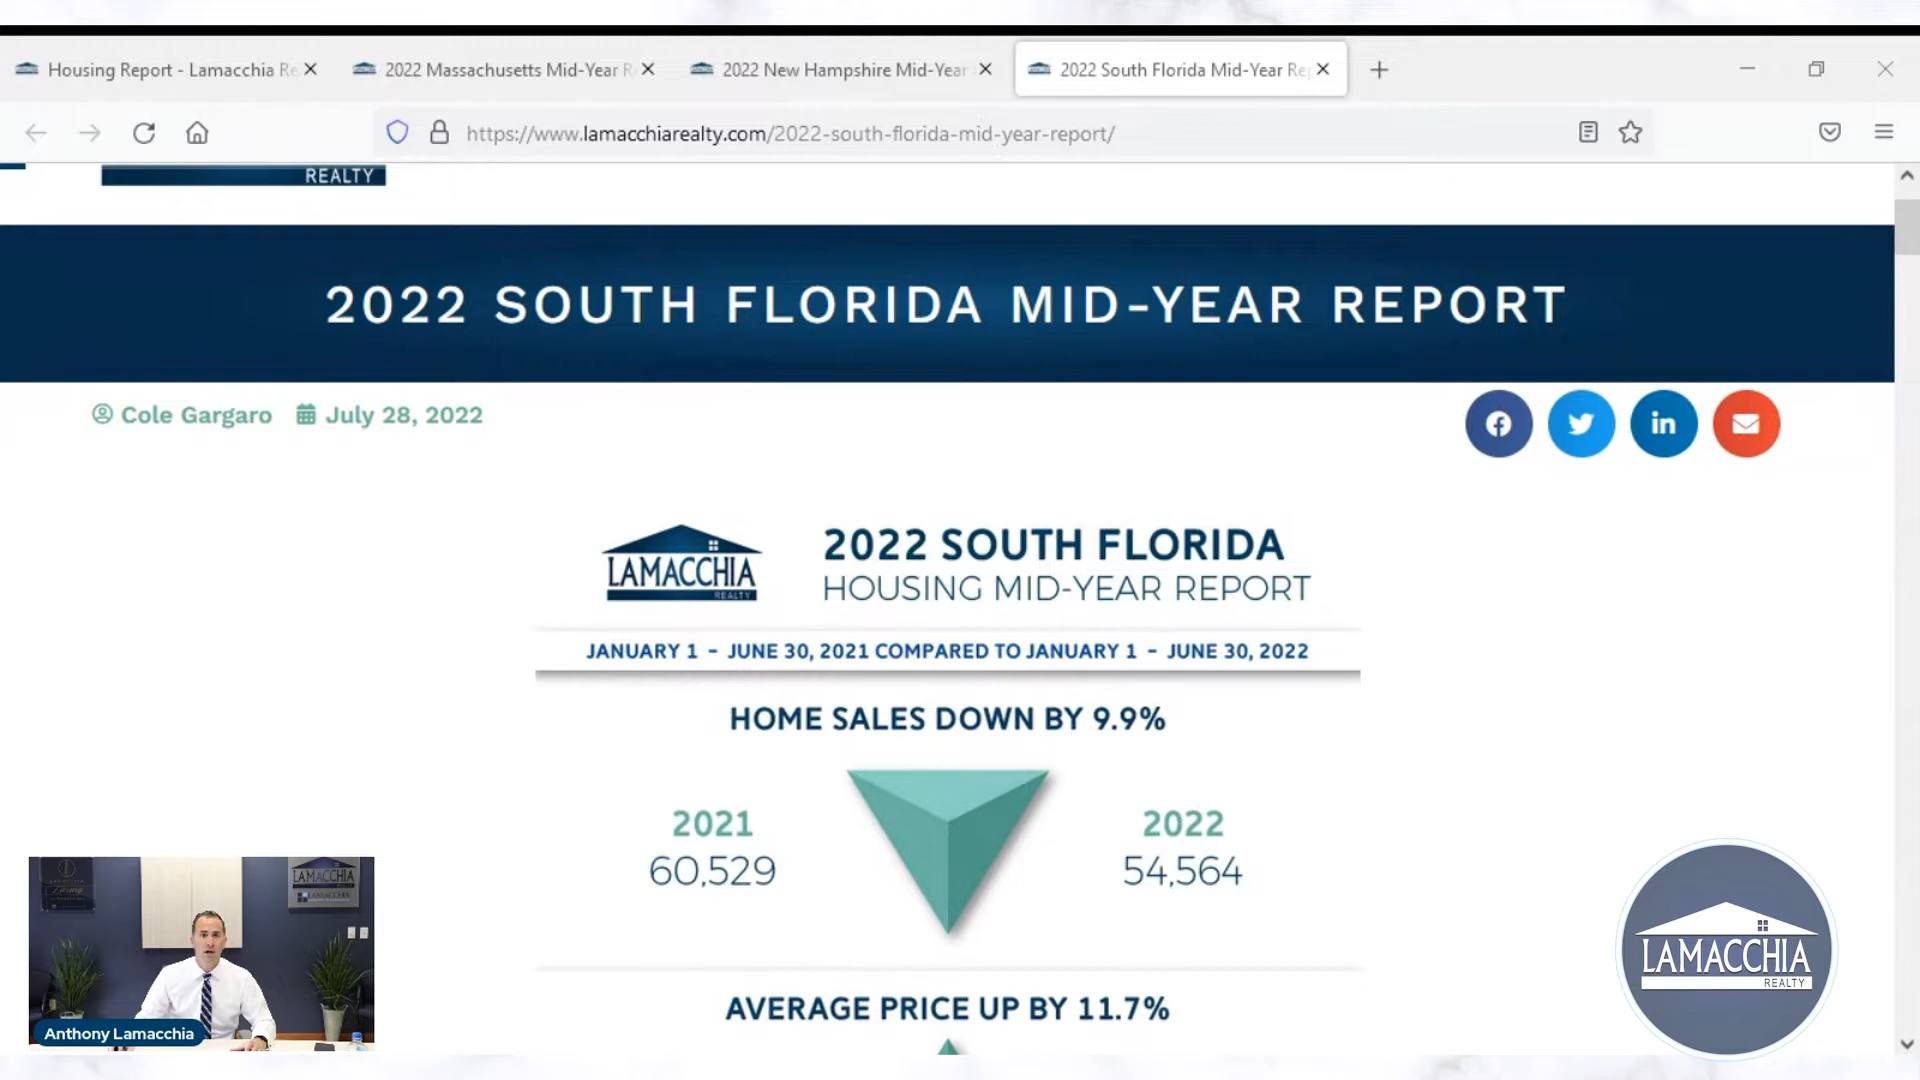 Housing Report - Lamacchia Re
2022 Massachusetts Mid-Year R
2022 New Hampshire Mid-Year
2022 South Florida Mid-Year Re
https://www.lamacchiarealty.com/2022-south-florida-mid-year-report/
REALTY
2022 SOUTH FLORIDA MID-YEAR REPORT
Cole Gargaro July 28, 2022
LAMACCHIA
REALTY
2022 SOUTH FLORIDA
HOUSING MID-YEAR REPORT
JANUARY 1 - JUNE 30, 2021 COMPARED TO JANUARY 1 - JUNE 30, 2022
HOME SALES DOWN BY 9.9%
2021
60,529
2022
54,564
AVERAGE PRICE UP BY 11.7%
LAMACCHIA
Anthony Lamacchia
LAMACCHIA
REALTY